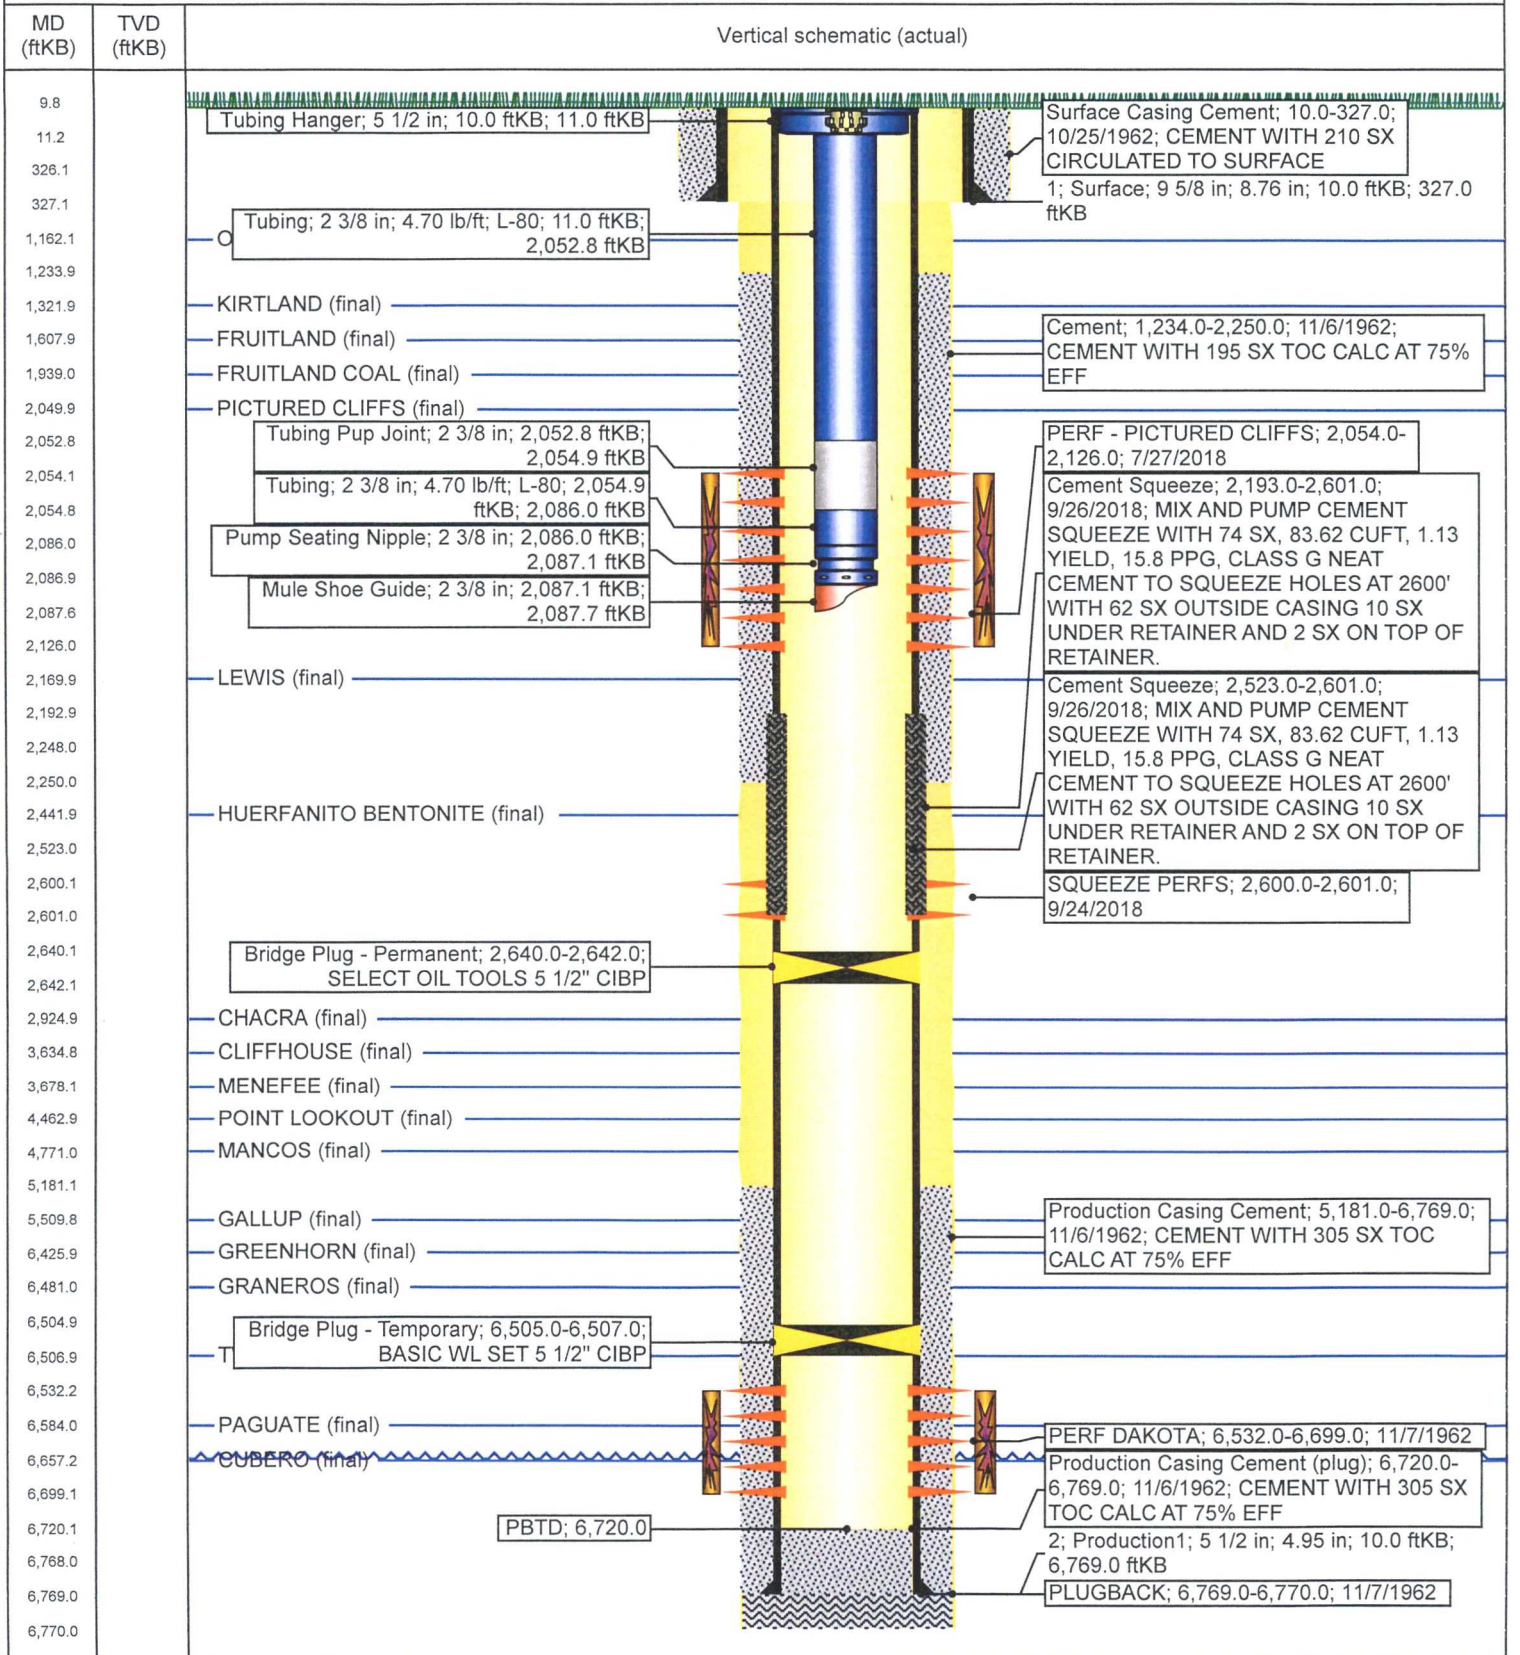 MD
(ftKB)
TVD
(ftKB)
Vertical schematic (actual)
9.8
11.2
326.1
327.1
1,162.1
1,233.9
1,321.9
1,607.9
1,939.0
2,049.9
2,052.8
2,054.1
2,054.8
2,086.0
2,086.9
2,087.6
2,126.0
2,169.9
2,192.9
2,248.0
2,250.0
2,441.9
2,523.0
2,600.1
2,601.0
2,640.1
2,642.1
2,924.9
3,634.8
3,678.1
4,462.9
4,771.0
5,181.1
5,509.8
6,425.9
6,481.0
6,504.9
6,506.9
6,532.2
6,584.0
6,657.2
6,699.1
6,720.1
6,768.0
6,769.0
6,770.0
Tubing Hanger; 5 1/2 in; 10.0 ftKB; 11.0 ftKB
O
Tubing; 2 3/8 in; 4.70 lb/ft; L-80; 11.0 ftKB;
2,052.8 ftKB
KIRTLAND (final)
FRUITLAND (final)
FRUITLAND COAL (final)
PICTURED CLIFFS (final)
Tubing Pup Joint; 2 3/8 in; 2,052.8 ftKB;
2,054.9 ftKB
Tubing; 2 3/8 in; 4.70 lb/ft; L-80; 2,054.9
ftKB; 2,086.0 ftKB
Pump Seating Nipple; 2 3/8 in; 2,086.0 ftKB;
2,087.1 ftKB
Mule Shoe Guide; 2 3/8 in; 2,087.1 ftKB;
2,087.7 ftKB
LEWIS (final)
HUERFANITO BENTONITE (final)
Bridge Plug - Permanent; 2,640.0-2,642.0;
SELECT OIL TOOLS 5 1/2" CIBP
CHACRA (final)
CLIFFHOUSE (final)
MENEFEE (final)
POINT LOOKOUT (final)
MANCOS (final)
GALLUP (final)
GREENHORN (final)
GRANEROS (final)
Bridge Plug - Temporary; 6,505.0-6,507.0;
BASIC WL SET 5 1/2" CIBP
T
PAGUATE (final)
CUBERO (final)
PBTD; 6,720.0
Surface Casing Cement; 10.0-327.0;
10/25/1962; CEMENT WITH 210 SX
CIRCULATED TO SURFACE
1; Surface; 9 5/8 in; 8.76 in; 10.0 ftKB; 327.0
ftKB
Cement; 1,234.0-2,250.0; 11/6/1962;
CEMENT WITH 195 SX TOC CALC AT 75%
EFF
PERF - PICTURED CLIFFS; 2,054.0-
2,126.0; 7/27/2018
Cement Squeeze; 2,193.0-2,601.0;
9/26/2018; MIX AND PUMP CEMENT
SQUEEZE WITH 74 SX, 83.62 CUFT, 1.13
YIELD, 15.8 PPG, CLASS G NEAT
CEMENT TO SQUEEZE HOLES AT 2600'
WITH 62 SX OUTSIDE CASING 10 SX
UNDER RETAINER AND 2 SX ON TOP OF
RETAINER.
Cement Squeeze; 2,523.0-2,601.0;
9/26/2018; MIX AND PUMP CEMENT
SQUEEZE WITH 74 SX, 83.62 CUFT, 1.13
YIELD, 15.8 PPG, CLASS G NEAT
CEMENT TO SQUEEZE HOLES AT 2600'
WITH 62 SX OUTSIDE CASING 10 SX
UNDER RETAINER AND 2 SX ON TOP OF
RETAINER.
SQUEEZE PERFS; 2,600.0-2,601.0;
9/24/2018
Production Casing Cement; 5,181.0-6,769.0;
11/6/1962; CEMENT WITH 305 SX TOC
CALC AT 75% EFF
PERF DAKOTA; 6,532.0-6,699.0; 11/7/1962
Production Casing Cement (plug); 6,720.0-
6,769.0; 11/6/1962; CEMENT WITH 305 SX
TOC CALC AT 75% EFF
2; Production1; 5 1/2 in; 4.95 in; 10.0 ftKB;
6,769.0 ftKB
PLUGBACK; 6,769.0-6,770.0; 11/7/1962